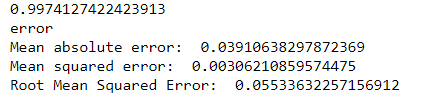 0.9974127422423913
error
Mean absolute error:  0.03910638297872369
Mean squared error:  0.00306210859574475
Root Mean Squared Error:  0.05533632257156912